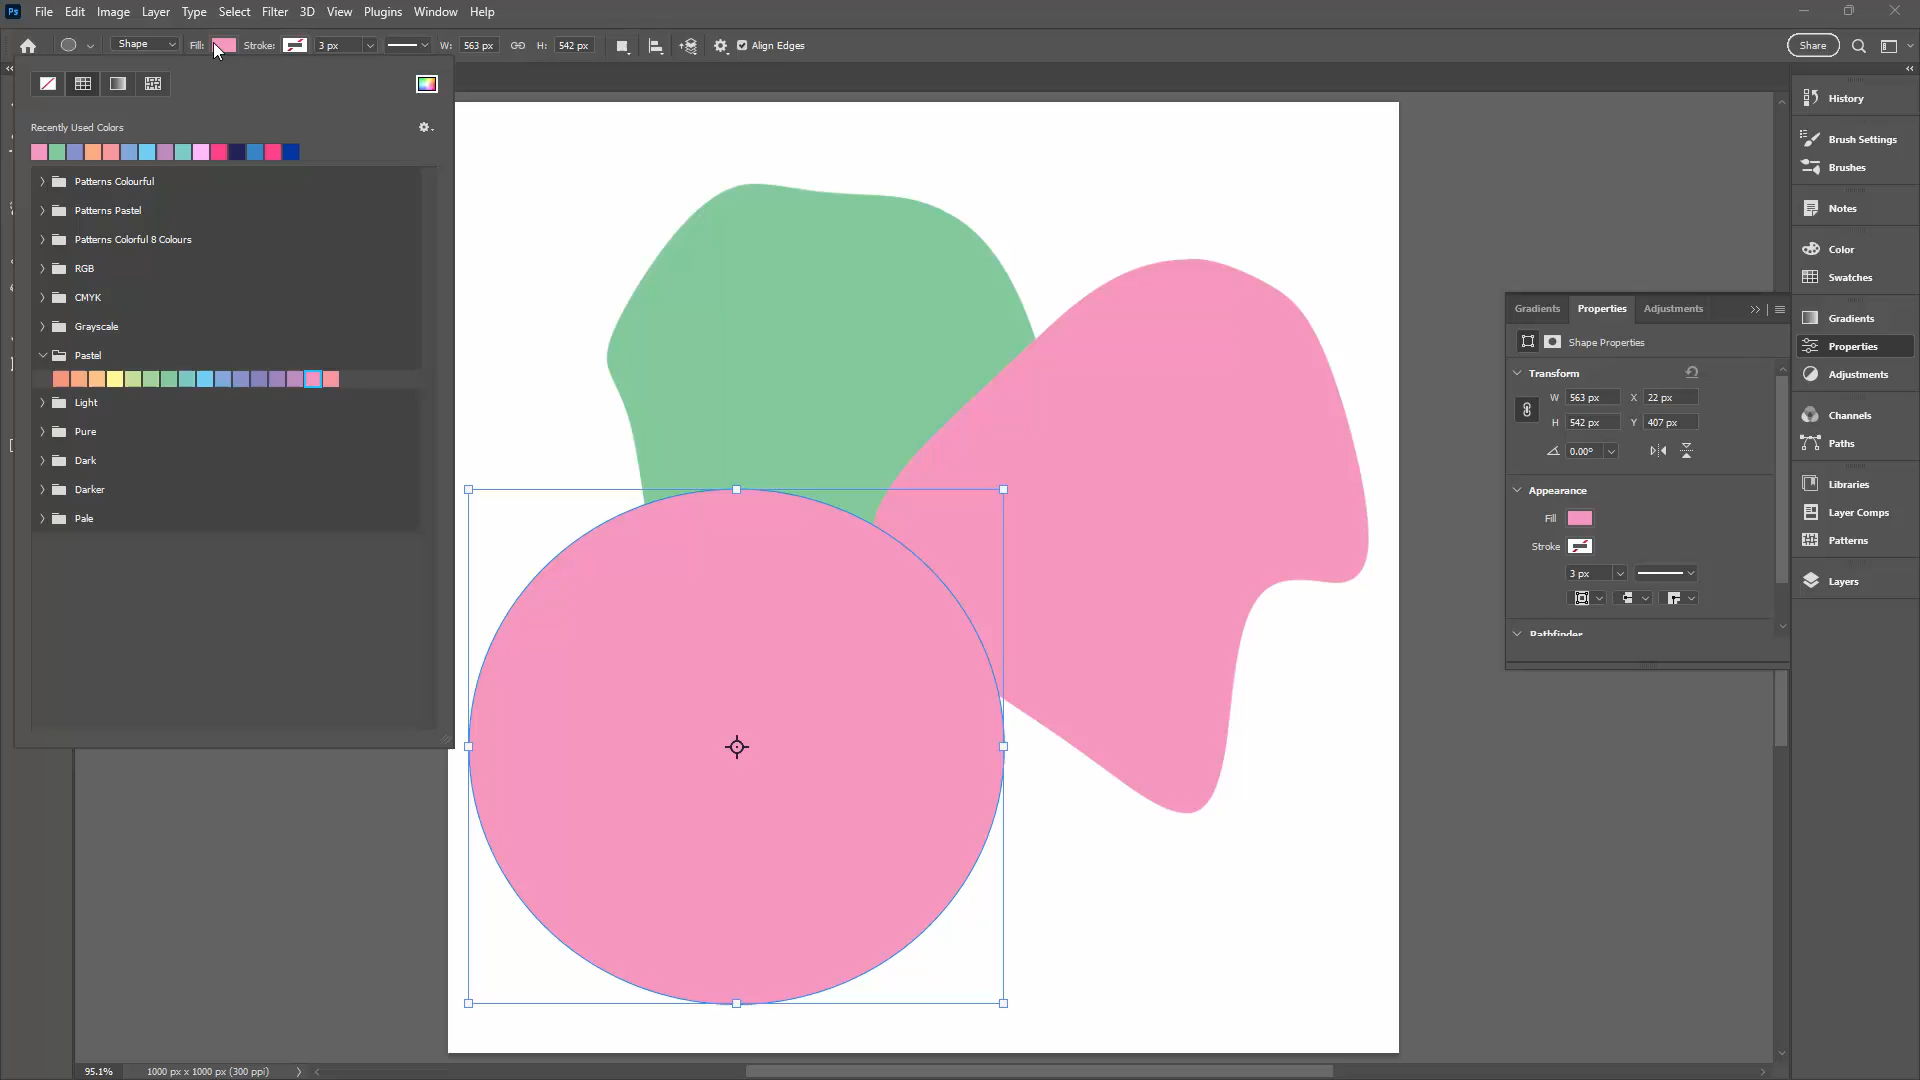 Ps File Edit Image Layer Type Select Filter 3D View Plugins Window Help
Shape Fill: Stroke: 3 px W: 563 px H: 542 px Align Edges Share
Recently Used Colors
Patterns Colourful
Patterns Pastel
Patterns Colorful 8 Colours
RGB
CMYK
Grayscale
Pastel
Light
Pure
Dark
Darker
Pale
Gradients Properties Adjustments
Shape Properties
Transform
W 563 px X 22 px
H 542 px Y 407 px
0.00°
Appearance
Fill
Stroke
3 px
Pathfinder
History
Brush Settings
Brushes
Notes
Color
Swatches
Gradients
Properties
Adjustments
Channels
Paths
Libraries
Layer Comps
Patterns
Layers
95.1% 1000 px x 1000 px (300 ppi)